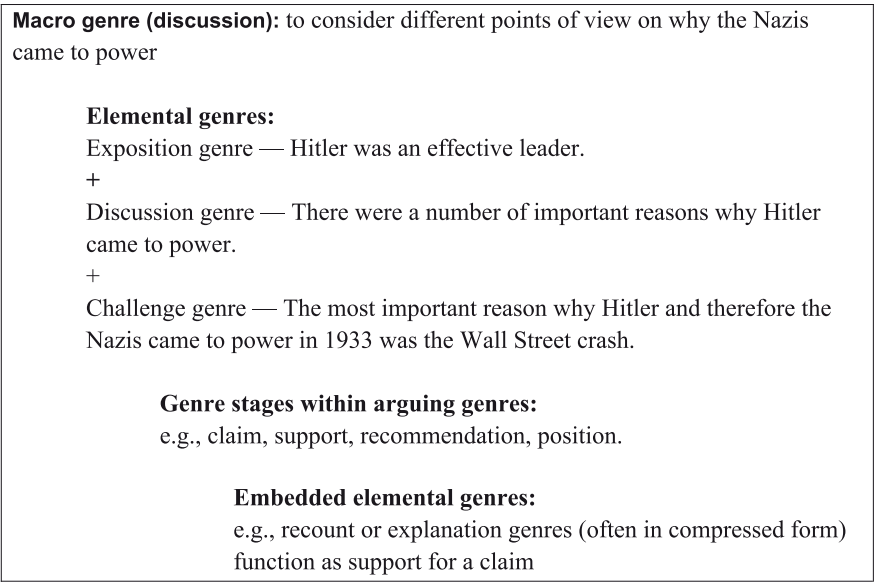 Macro genre (discussion): to consider different points of view on why the Nazis
came to power
Elemental genres:
Exposition genre — Hitler was an effective leader.
+
Discussion genre — There were a number of important reasons why Hitler
came to power.
+
Challenge genre — The most important reason why Hitler and therefore the
Nazis came to power in 1933 was the Wall Street crash.
Genre stages within arguing genres:
e.g., claim, support, recommendation, position.
Embedded elemental genres:
e.g., recount or explanation genres (often in compressed form)
function as support for a claim